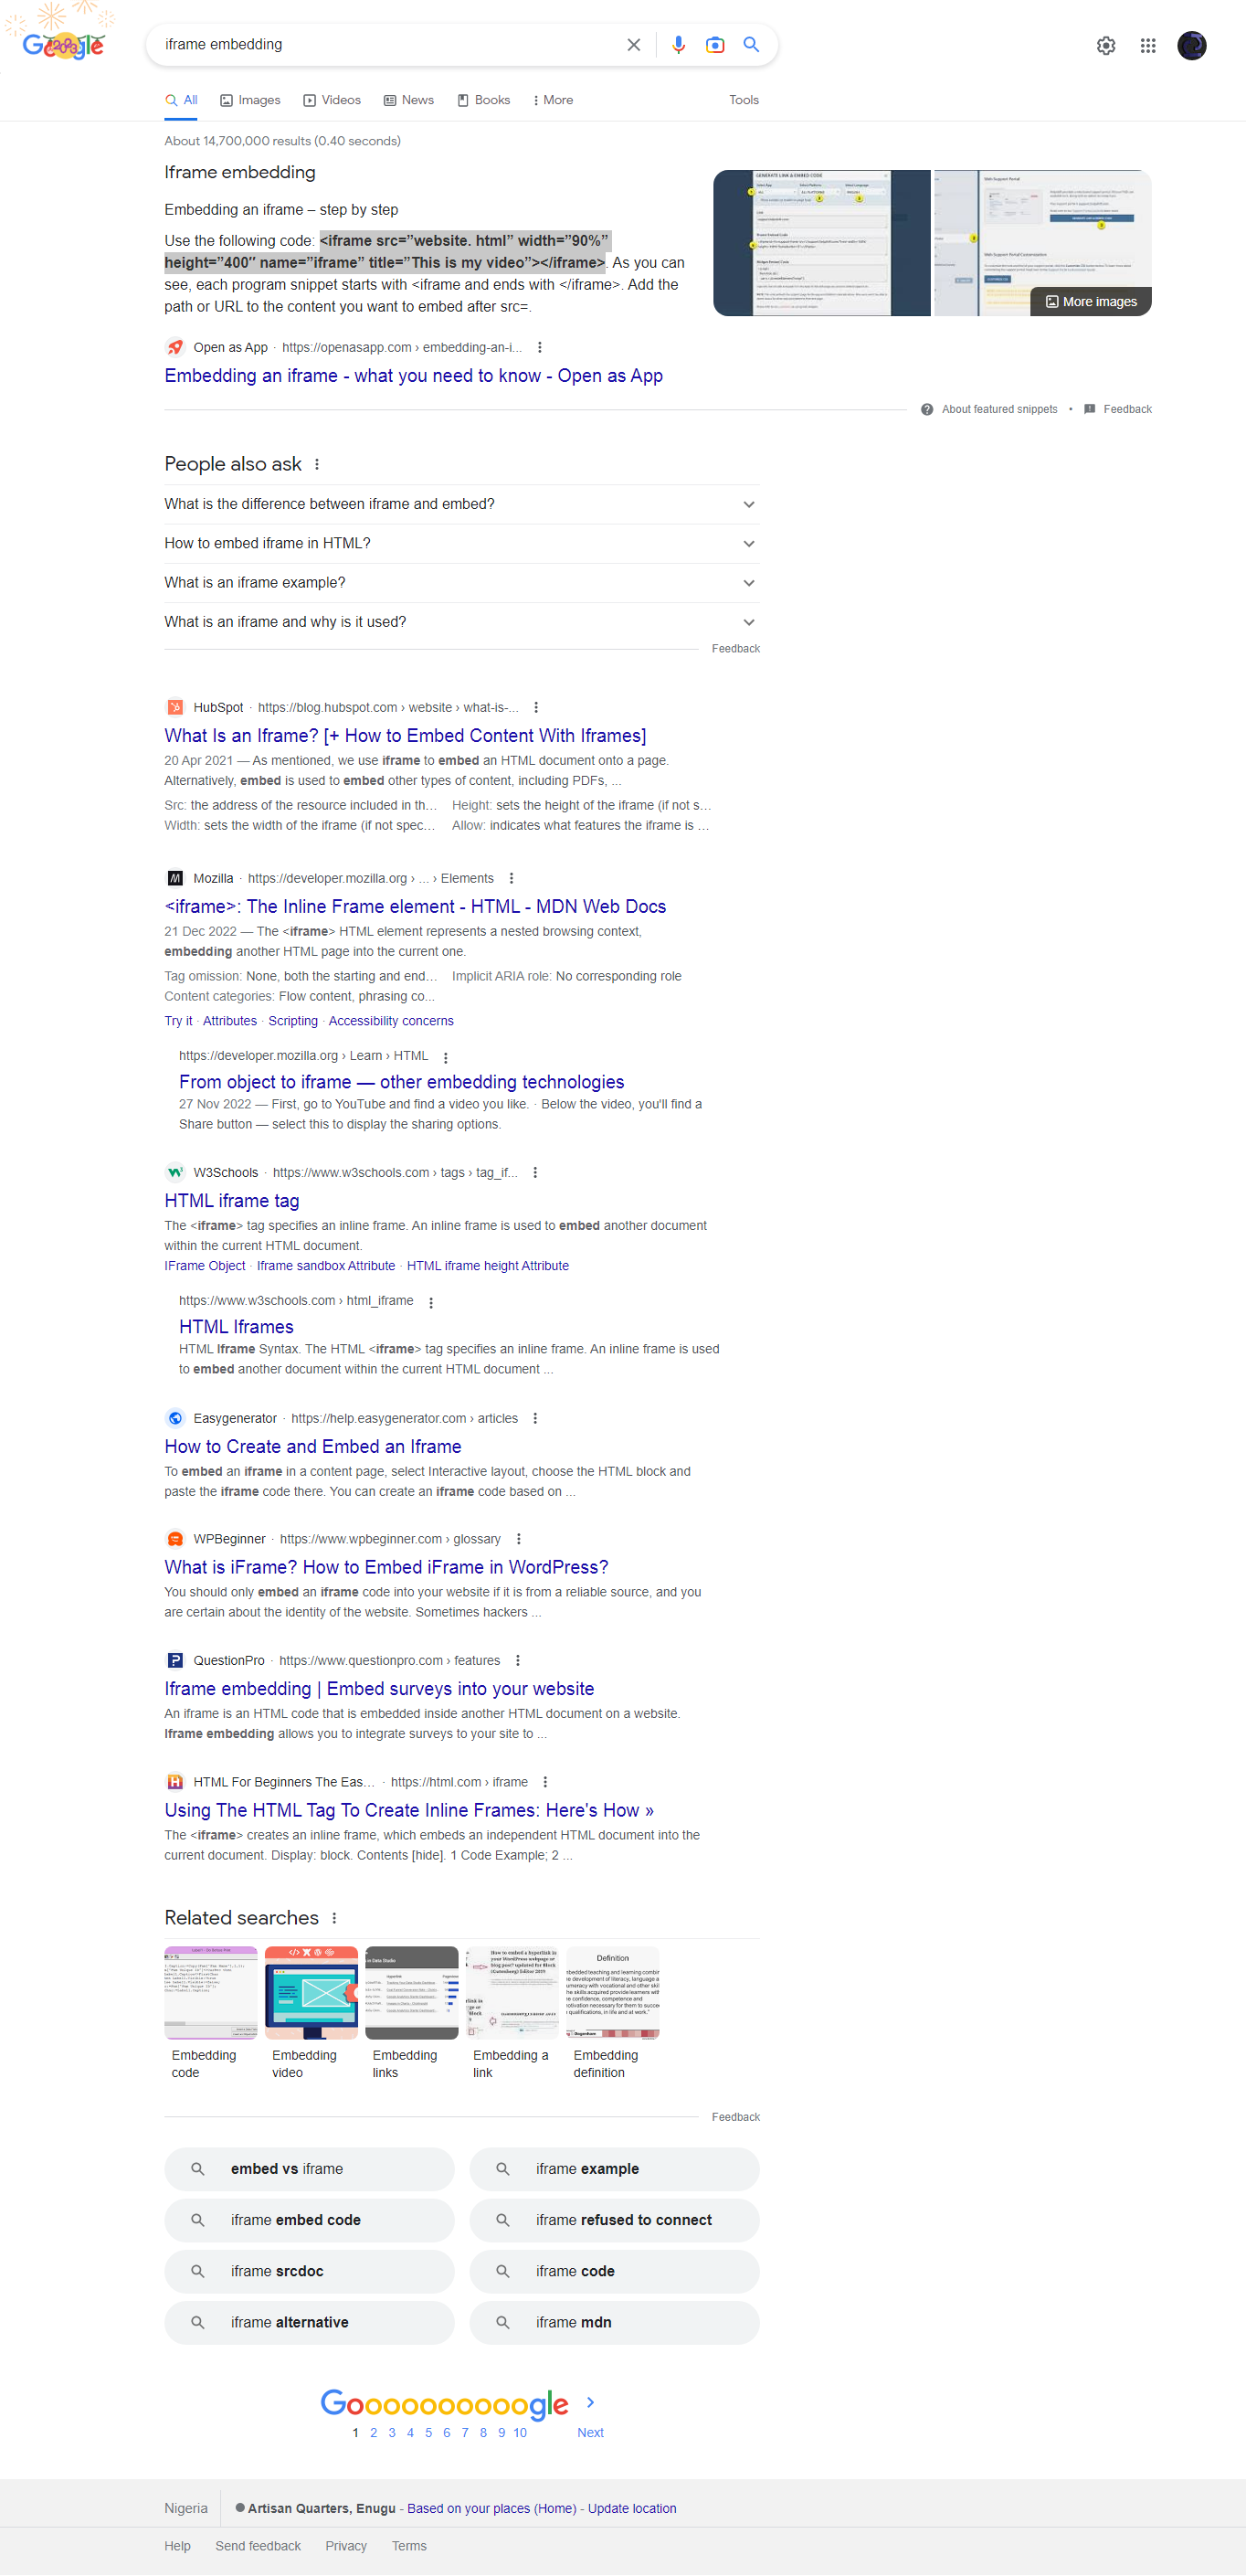 Google
iframe embedding
All
Images
Videos
News
Books
More
Tools
About 14,700,000 results (0.40 seconds)
Iframe embedding
Embedding an iframe – step by step
Use the following code: <iframe src=”website. html” width=”90%”
height=”400″ name=”iframe” title=”This is my video”></iframe>. As you can
see, each program snippet starts with <iframe and ends with </iframe>. Add the
path or URL to the content you want to embed after src=.
GENERATE LINK & EMBED CODE
Web Support Portal
More images
Open as App · https://openasapp.com › embedding-an-i...
Embedding an iframe - what you need to know - Open as App
About featured snippets • Feedback
People also ask
What is the difference between iframe and embed?
How to embed iframe in HTML?
What is an iframe example?
What is an iframe and why is it used?
Feedback
HubSpot · https://blog.hubspot.com › website › what-is-...
What Is an Iframe? [+ How to Embed Content With Iframes]
20 Apr 2021 — As mentioned, we use iframe to embed an HTML document onto a page.
Alternatively, embed is used to embed other types of content, including PDFs, ...
Src: the address of the resource included in th... Height: sets the height of the iframe (if not s...
Width: sets the width of the iframe (if not spec... Allow: indicates what features the iframe is ...
Mozilla · https://developer.mozilla.org › ... › Elements
<iframe>: The Inline Frame element - HTML - MDN Web Docs
21 Dec 2022 — The <iframe> HTML element represents a nested browsing context,
embedding another HTML page into the current one.
Tag omission: None, both the starting and end... Implicit ARIA role: No corresponding role
Content categories: Flow content, phrasing co...
Try it · Attributes · Scripting · Accessibility concerns
https://developer.mozilla.org › Learn › HTML
From object to iframe — other embedding technologies
27 Nov 2022 — First, go to YouTube and find a video you like. · Below the video, you'll find a
Share button — select this to display the sharing options.
W3Schools · https://www.w3schools.com › tags › tag_if...
HTML iframe tag
The <iframe> tag specifies an inline frame. An inline frame is used to embed another document
within the current HTML document.
IFrame Object · Iframe sandbox Attribute · HTML iframe height Attribute
https://www.w3schools.com › html_iframe
HTML Iframes
HTML Iframe Syntax. The HTML <iframe> tag specifies an inline frame. An inline frame is used
to embed another document within the current HTML document ...
Easygenerator · https://help.easygenerator.com › articles
How to Create and Embed an Iframe
To embed an iframe in a content page, select Interactive layout, choose the HTML block and
paste the iframe code there. You can create an iframe code based on ...
WPBeginner · https://www.wpbeginner.com › glossary
What is iFrame? How to Embed iFrame in WordPress?
You should only embed an iframe code into your website if it is from a reliable source, and you
are certain about the identity of the website. Sometimes hackers ...
QuestionPro · https://www.questionpro.com › features
Iframe embedding | Embed surveys into your website
An iframe is an HTML code that is embedded inside another HTML document on a website.
Iframe embedding allows you to integrate surveys to your site to ...
HTML For Beginners The Eas... · https://html.com › iframe
Using The HTML Tag To Create Inline Frames: Here's How »
The <iframe> creates an inline frame, which embeds an independent HTML document into the
current document. Display: block. Contents [hide]. 1 Code Example; 2 ...
Related searches
Definition
Embedding code
Embedding video
Embedding links
Embedding a link
Embedding definition
Feedback
embed vs iframe
iframe example
iframe embed code
iframe refused to connect
iframe srcdoc
iframe code
iframe alternative
iframe mdn
Goooooooooogle
1 2 3 4 5 6 7 8 9 10 Next
Nigeria
Artisan Quarters, Enugu - Based on your places (Home) - Update location
Help Send feedback Privacy Terms